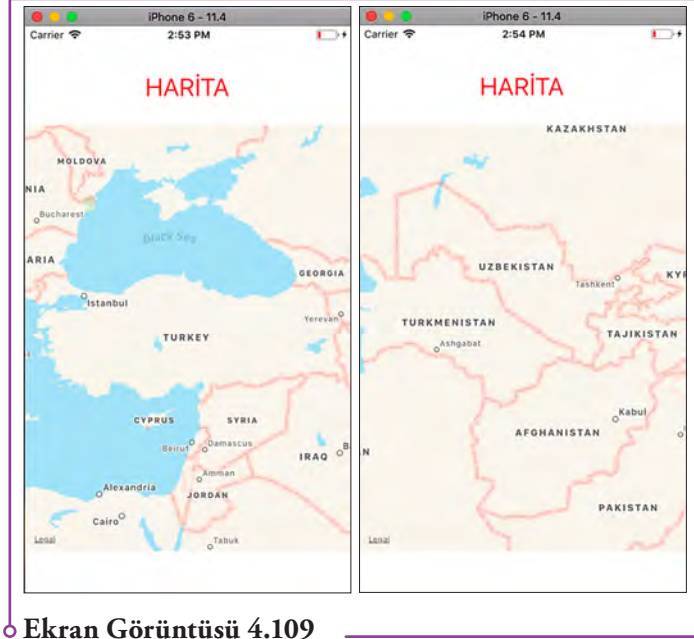 iPhone 6 - 11.4
Carrier
2:53 PM
HARİTA
MOLDOVA
NIA
Bucharest
Black Sea
ARIA
GEORGIA
Istanbul
Yerevan
TURKEY
CYPRUS
SYRIA
Beirut
Damascus
IRAQ
B
Amman
Alexandria
JORDAN
Cairo
Legal
Tabuk
iPhone 6 - 11.4
Carrier
2:54 PM
HARİTA
KAZAKHSTAN
UZBEKISTAN
KYR
Tashkent
TURKMENISTAN
TAJIKISTAN
Ashgabat
Kabul
AFGHANISTAN
N
PAKISTAN
Legal
Ekran Görüntüsü 4.109